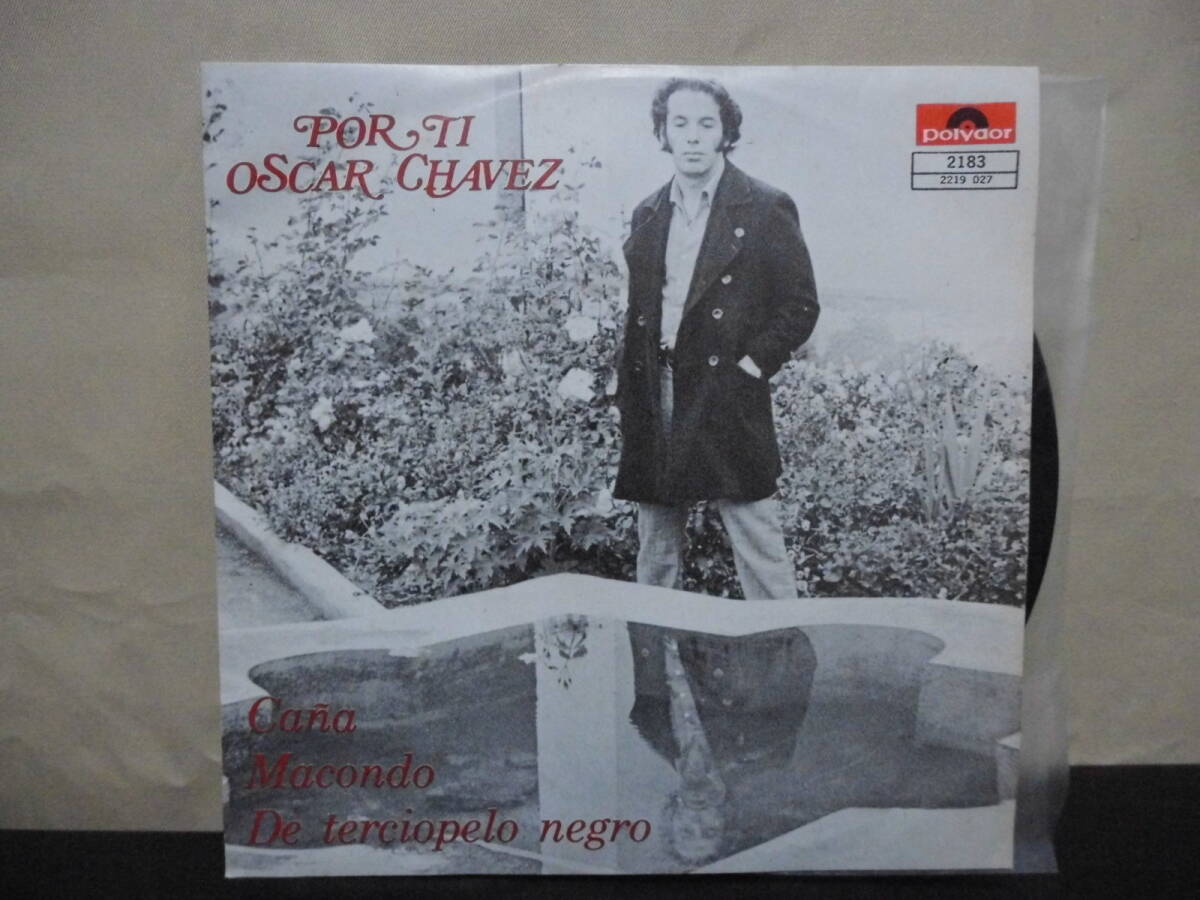 POR TI
OSCAR CHAVEZ
polydor
2183
2219 027
Caña
Macondo
De terciopelo negro